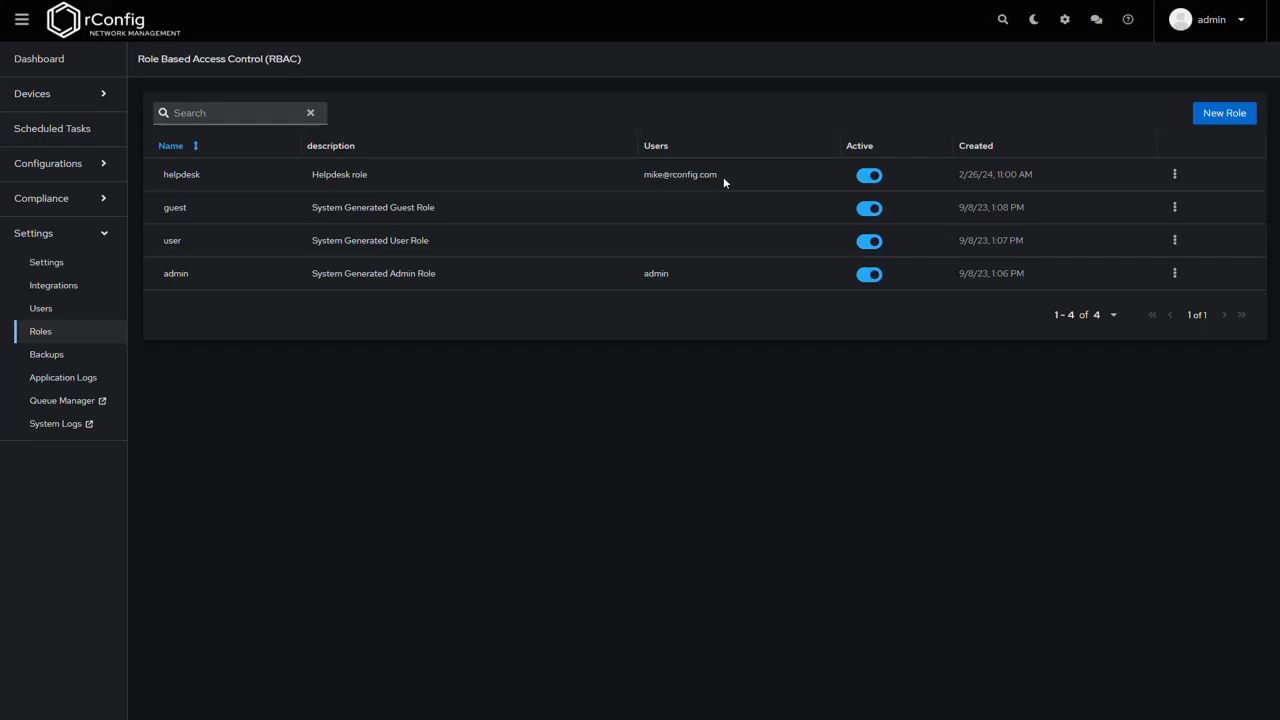 rConfig
NETWORK MANAGEMENT
admin
Dashboard
Devices
Scheduled Tasks
Configurations
Compliance
Settings
Settings
Integrations
Users
Roles
Backups
Application Logs
Queue Manager
System Logs
Role Based Access Control (RBAC)
Search
New Role
Name description Users Active Created
helpdesk Helpdesk role mike@rconfig.com 2/26/24, 11:00 AM
guest System Generated Guest Role 9/8/23, 1:08 PM
user System Generated User Role 9/8/23, 1:07 PM
admin System Generated Admin Role admin 9/8/23, 1:06 PM
1 - 4 of 4 1 of 1